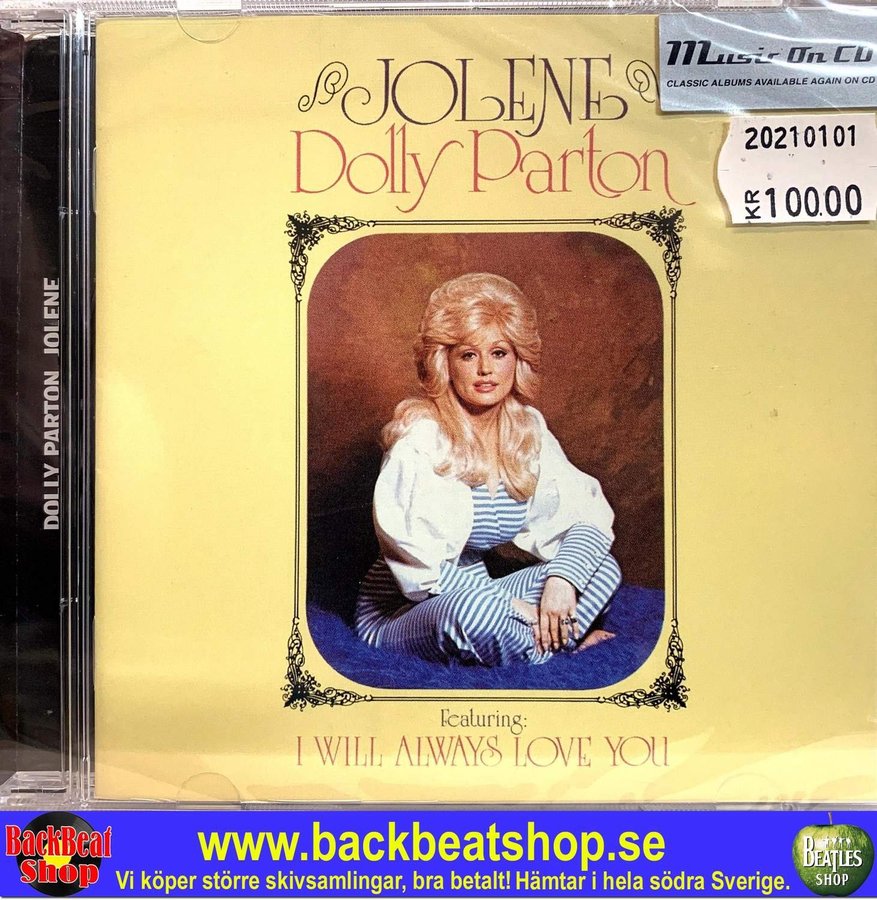 Music On CD
CLASSIC ALBUMS AVAILABLE AGAIN ON CD
JOLENE
Dolly Parton
20210101
KR 100.00
DOLLY PARTON JOLENE
Featuring:
I WILL ALWAYS LOVE YOU
BackBeat
Shop
www.backbeatshop.se
Vi köper större skivsamlingar, bra betalt! Hämtar i hela södra Sverige.
BEATLES
SHOP